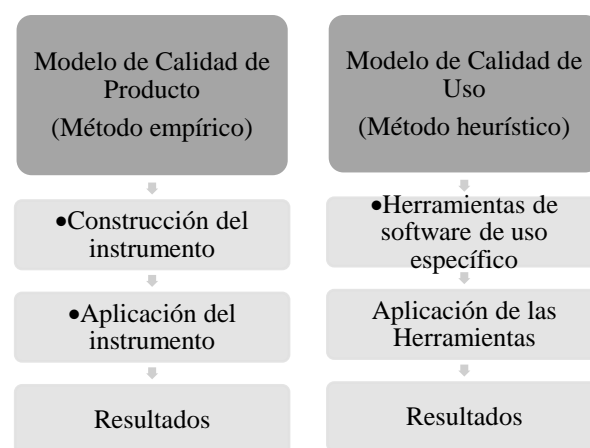 Modelo de Calidad de
Producto
(Método empírico)
•Construcción del
instrumento
•Aplicación del
instrumento
Resultados
Modelo de Calidad de
Uso
(Método heurístico)
•Herramientas de
software de uso
específico
Aplicación de las
Herramientas
Resultados